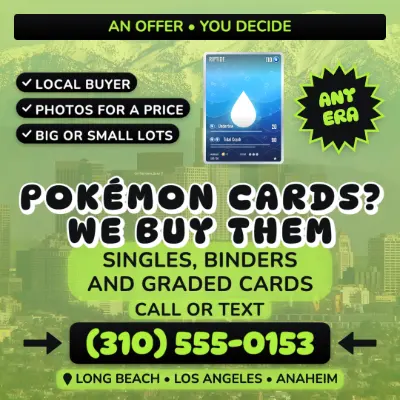 AN OFFER • YOU DECIDE
LOCAL BUYER
PHOTOS FOR A PRICE
BIG OR SMALL LOTS
ANY
ERA
POKÉMON CARDS?
WE BUY THEM
SINGLES, BINDERS
AND GRADED CARDS
CALL OR TEXT
(310) 555-0153
LONG BEACH • LOS ANGELES • ANAHEIM